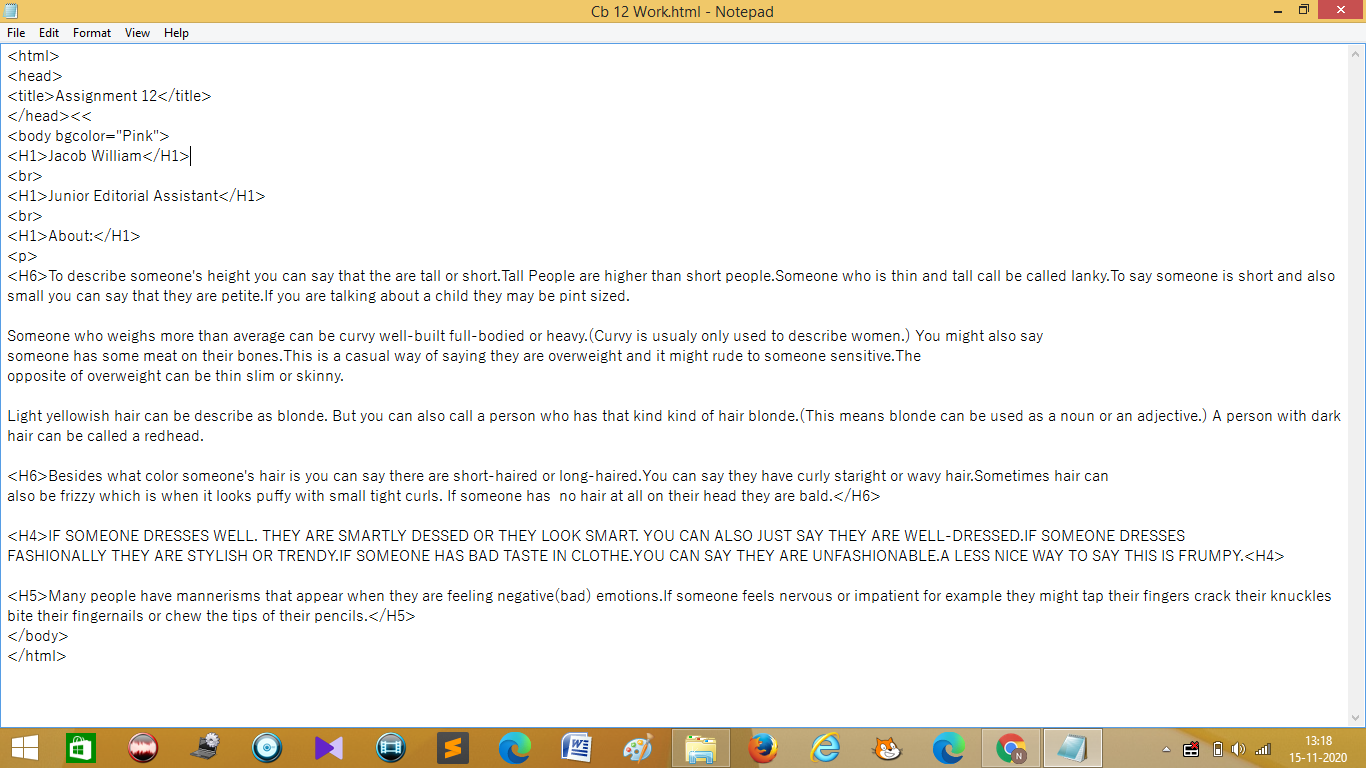 Cb 12 Work.html - Notepad
File Edit Format View Help
<html>
<head>
<title>Assignment 12</title>
</head><<
<body bgcolor="Pink">
<H1>Jacob William</H1>
<br>
<H1>Junior Editorial Assistant</H1>
<br>
<H1>About:</H1>
<p>
<H6>To describe someone's height you can say that the are tall or short.Tall People are higher than short people.Someone who is thin and tall call be called lanky.To say someone is short and also
small you can say that they are petite.If you are talking about a child they may be pint sized.
Someone who weighs more than average can be curvy well-built full-bodied or heavy.(Curvy is usualy only used to describe women.) You might also say
someone has some meat on their bones.This is a casual way of saying they are overweight and it might rude to someone sensitive.The
opposite of overweight can be thin slim or skinny.
Light yellowish hair can be describe as blonde. But you can also call a person who has that kind kind of hair blonde.(This means blonde can be used as a noun or an adjective.) A person with dark
hair can be called a redhead.
<H6>Besides what color someone's hair is you can say there are short-haired or long-haired.You can say they have curly staright or wavy hair.Sometimes hair can
also be frizzy which is when it looks puffy with small tight curls. If someone has  no hair at all on their head they are bald.</H6>
<H4>IF SOMEONE DRESSES WELL. THEY ARE SMARTLY DESSED OR THEY LOOK SMART. YOU CAN ALSO JUST SAY THEY ARE WELL-DRESSED.IF SOMEONE DRESSES
FASHIONALLY THEY ARE STYLISH OR TRENDY.IF SOMEONE HAS BAD TASTE IN CLOTHE.YOU CAN SAY THEY ARE UNFASHIONABLE.A LESS NICE WAY TO SAY THIS IS FRUMPY.<H4>
<H5>Many people have mannerisms that appear when they are feeling negative(bad) emotions.If someone feels nervous or impatient for example they might tap their fingers crack their knuckles
bite their fingernails or chew the tips of their pencils.</H5>
</body>
</html>
13:18
15-11-2020